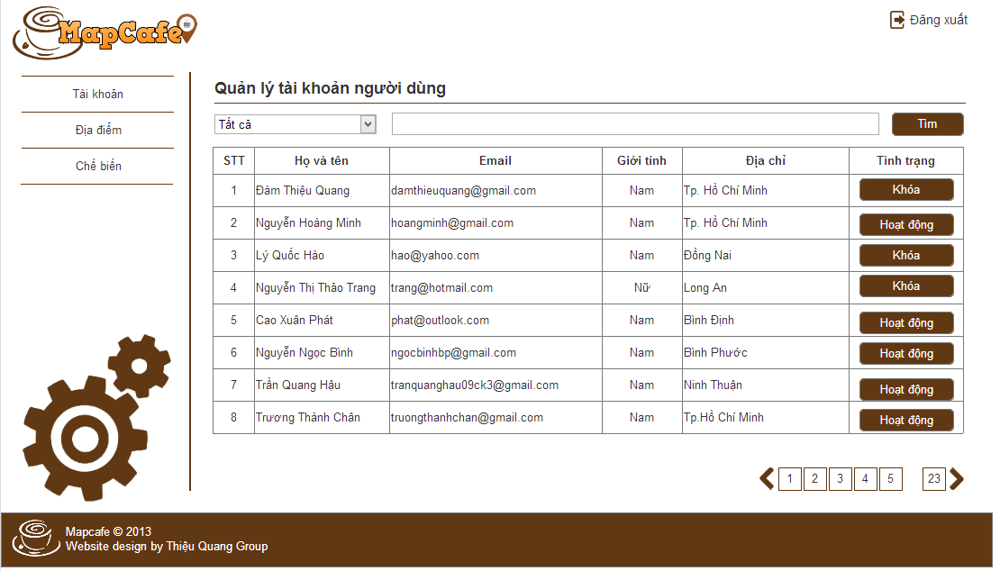 MapCafe
Đăng xuất
Tài khoản
Địa điểm
Chế biến
Quản lý tài khoản người dùng
Tất cả
Tìm
STT Họ và tên Email Giới tính Địa chỉ Tình trạng
1 Đàm Thiệu Quang damthieuquang@gmail.com Nam Tp. Hồ Chí Minh Khóa
2 Nguyễn Hoàng Minh hoangminh@gmail.com Nam Tp. Hồ Chí Minh Hoạt động
3 Lý Quốc Hào hao@yahoo.com Nam Đồng Nai Khóa
4 Nguyễn Thị Thảo Trang trang@hotmail.com Nữ Long An Khóa
5 Cao Xuân Phát phat@outlook.com Nam Bình Định Hoạt động
6 Nguyễn Ngọc Bình ngocbinhbp@gmail.com Nam Bình Phước Hoạt động
7 Trần Quang Hậu tranquanghau09ck3@gmail.com Nam Ninh Thuận Hoạt động
8 Trương Thành Chân truongthanhchan@gmail.com Nam Tp.Hồ Chí Minh Hoạt động
1 2 3 4 5 23
Mapcafe © 2013
Website design by Thiệu Quang Group